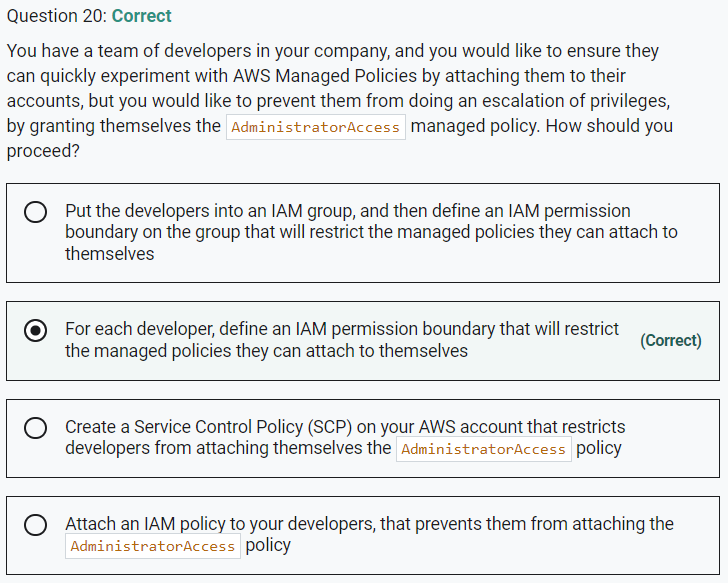 Question 20: Correct
You have a team of developers in your company, and you would like to ensure they
can quickly experiment with AWS Managed Policies by attaching them to their
accounts, but you would like to prevent them from doing an escalation of privileges,
by granting themselves the AdministratorAccess managed policy. How should you
proceed?
Put the developers into an IAM group, and then define an IAM permission
boundary on the group that will restrict the managed policies they can attach to
themselves
For each developer, define an IAM permission boundary that will restrict
the managed policies they can attach to themselves
(Correct)
Create a Service Control Policy (SCP) on your AWS account that restricts
developers from attaching themselves the AdministratorAccess policy
Attach an IAM policy to your developers, that prevents them from attaching the
AdministratorAccess policy